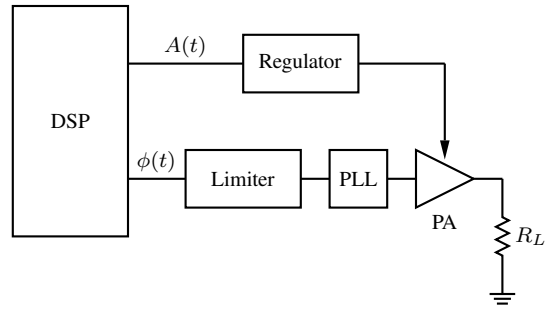 A(t)
Regulator
DSP
ϕ(t)
Limiter
PLL
PA
R_L